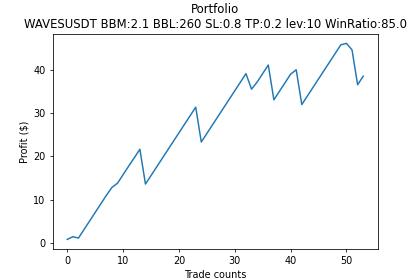 Portfolio
WAVESUSDT BBM:2.1 BBL:260 SL:0.8 TP:0.2 lev:10 WinRatio:85.0
40
30
20
10
0
Profit ($)
0 10 20 30 40 50
Trade counts